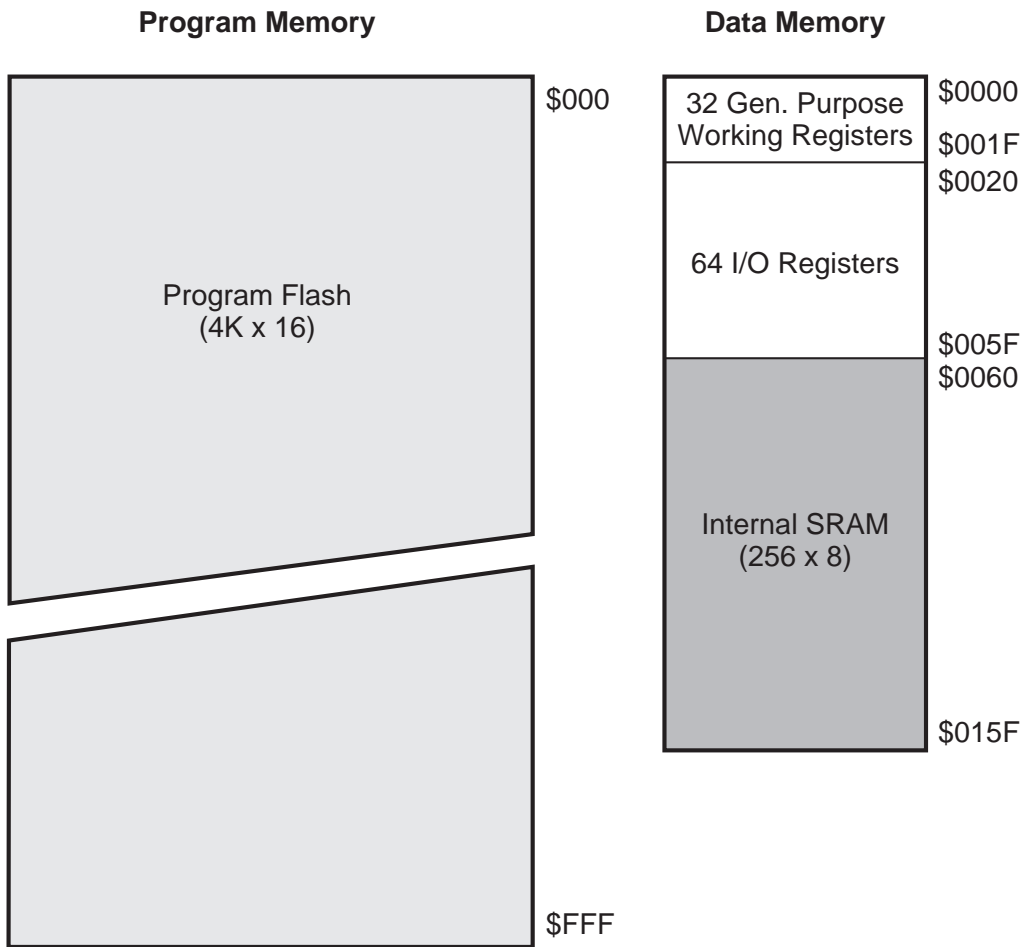 Program Memory
$000
Program Flash
(4K x 16)
$FFF
Data Memory
32 Gen. Purpose
Working Registers
$0000
$001F
$0020
64 I/O Registers
$005F
$0060
Internal SRAM
(256 x 8)
$015F